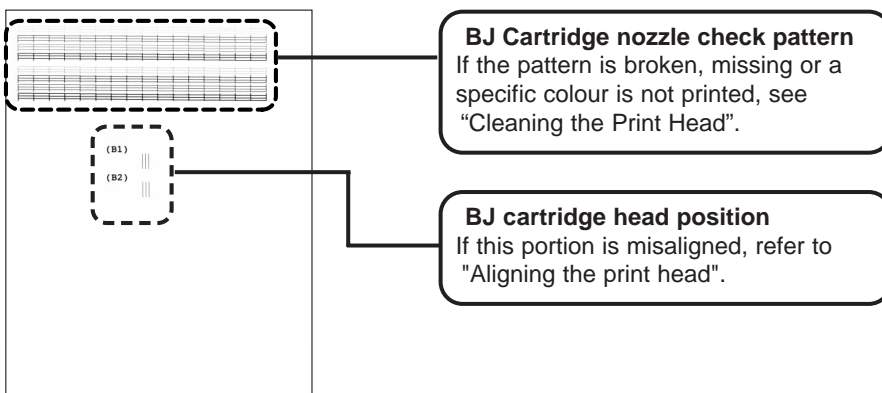 BJ Cartridge nozzle check pattern
If the pattern is broken, missing or a
specific colour is not printed, see
“Cleaning the Print Head”.
(B1)
(B2)
BJ cartridge head position
If this portion is misaligned, refer to
"Aligning the print head".